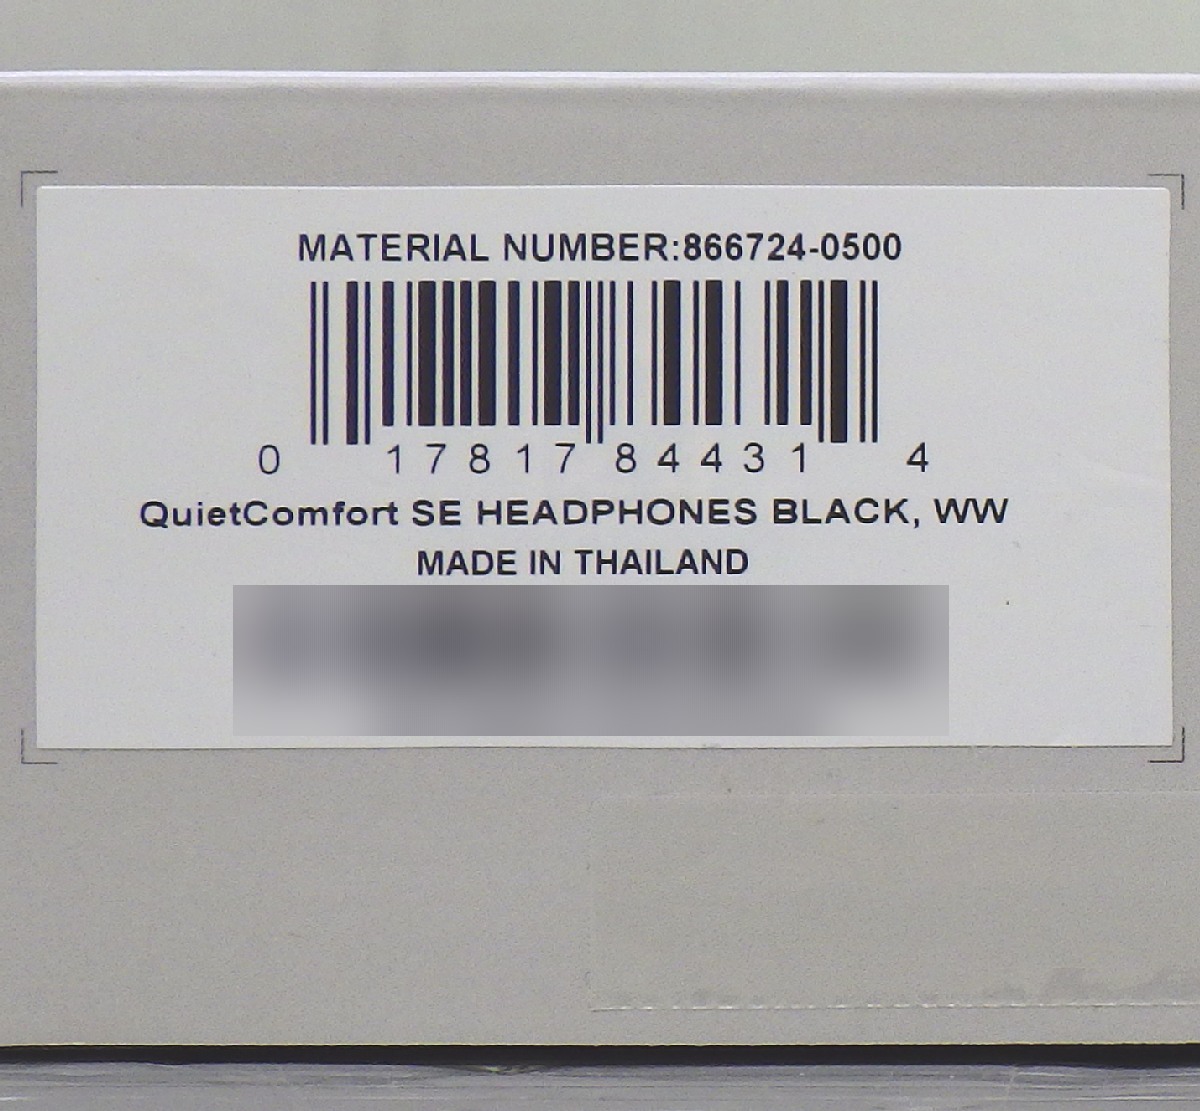 MATERIAL NUMBER:866724-0500
0 17817 84431 4
QuietComfort SE HEADPHONES BLACK, WW
MADE IN THAILAND